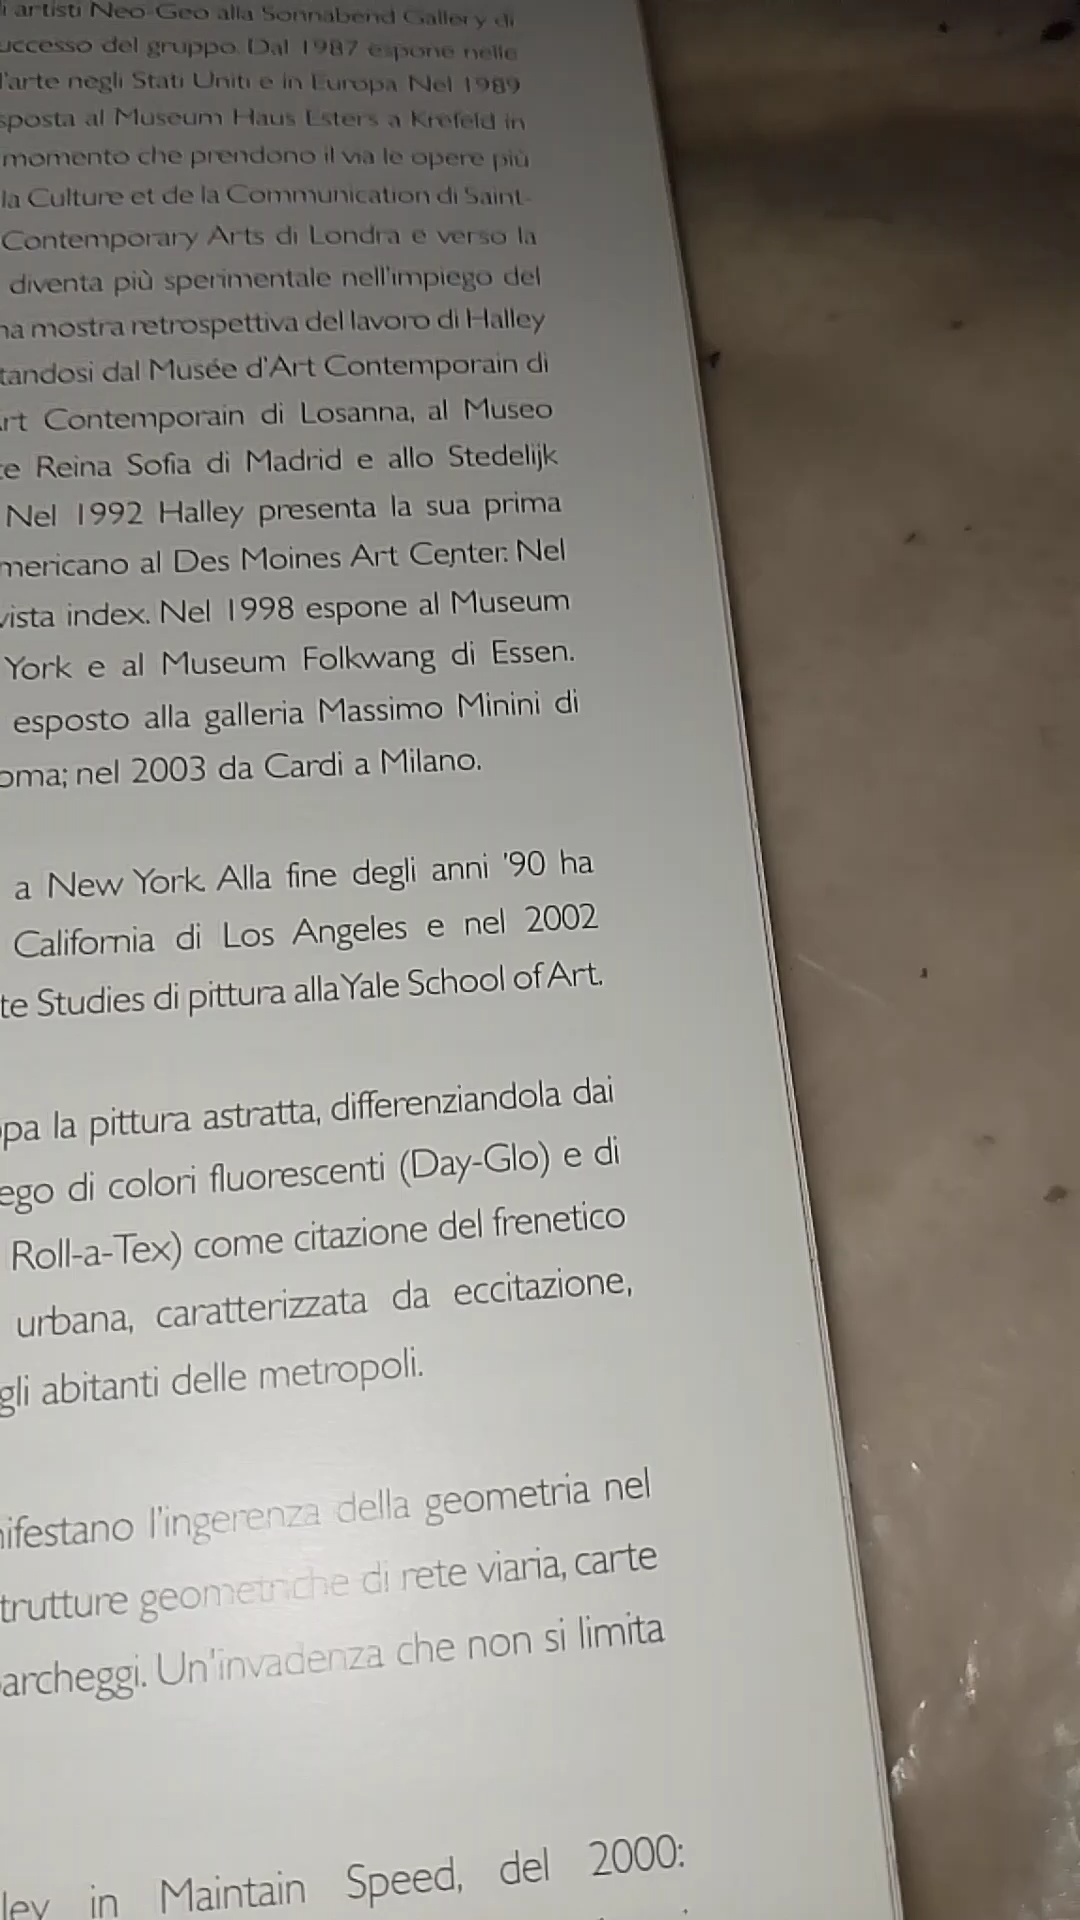 artisti Neo-Geo alla Sonnabend Gallery di
del gruppo. Dal 1987 espone nelle
l'arte negli Stati Uniti e in Europa. Nel 1989
sposta al Museum Haus Esters a Krefeld in
momento che prendono il via le opere più
la Culture et de la Communication di Saint-
Contemporary Arts di Londra e verso la
diventa più sperimentale nell'impiego del
na mostra retrospettiva del lavoro di Halley
tandosi dal Musée d'Art Contemporain di
rt Contemporain di Losanna, al Museo
te Reina Sofia di Madrid e allo Stedelijk
Nel 1992 Halley presenta la sua prima
mericano al Des Moines Art Center. Nel
vista index. Nel 1998 espone al Museum
York e al Museum Folkwang di Essen.
esposto alla galleria Massimo Minini di
oma; nel 2003 da Cardi a Milano.
a New York. Alla fine degli anni '90 ha
California di Los Angeles e nel 2002
te Studies di pittura alla Yale School of Art.
pa la pittura astratta, differenziandola dai
ego di colori fluorescenti (Day-Glo) e di
Roll-a-Tex) come citazione del frenetico
urbana, caratterizzata da eccitazione,
gli abitanti delle metropoli.
nifestano l'ingerenza della geometria nel
trutture geometriche di rete viaria, carte
archeggi. Un'invadenza che non si limita
ley in Maintain Speed, del 2000: